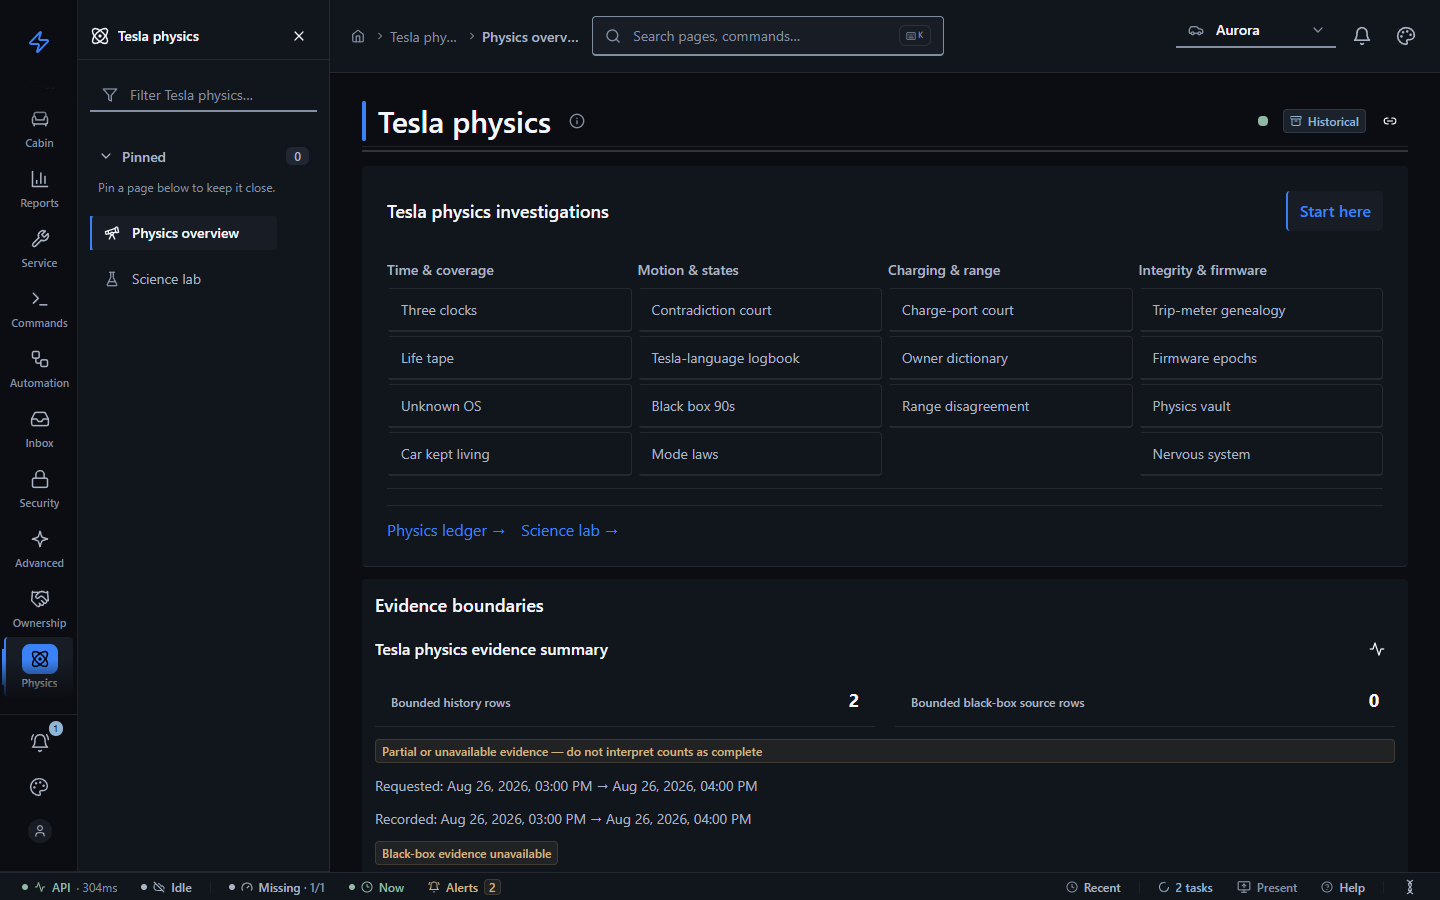 Tesla physics
Tesla phy...
Physics overv...
Search pages, commands...
K
Aurora
Filter Tesla physics...
Pinned
0
Pin a page below to keep it close.
Physics overview
Science lab
Cabin
Reports
Service
Commands
Automation
Inbox
Security
Advanced
Ownership
Physics
1
Tesla physics
Historical
Tesla physics investigations
Start here
Time & coverage
Three clocks
Life tape
Unknown OS
Car kept living
Motion & states
Contradiction court
Tesla-language logbook
Black box 90s
Mode laws
Charging & range
Charge-port court
Owner dictionary
Range disagreement
Integrity & firmware
Trip-meter genealogy
Firmware epochs
Physics vault
Nervous system
Physics ledger →
Science lab →
Evidence boundaries
Tesla physics evidence summary
Bounded history rows
2
Bounded black-box source rows
0
Partial or unavailable evidence — do not interpret counts as complete
Requested: Aug 26, 2026, 03:00 PM → Aug 26, 2026, 04:00 PM
Recorded: Aug 26, 2026, 03:00 PM → Aug 26, 2026, 04:00 PM
Black-box evidence unavailable
API · 304ms
Idle
Missing · 1/1
Now
Alerts 2
Recent
2 tasks
Present
Help